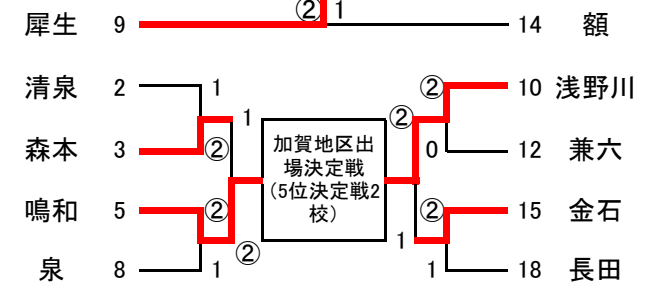 ② 1
犀生 9 14 額
清泉 2 1 ② 10 浅野川
1 ②
森本 3 ② 0 12 兼六
加賀地区出
場決定戦
(5位決定戦2
校)
鳴和 5 ② ② 15 金石
② 1
泉 8 1 1 18 長田